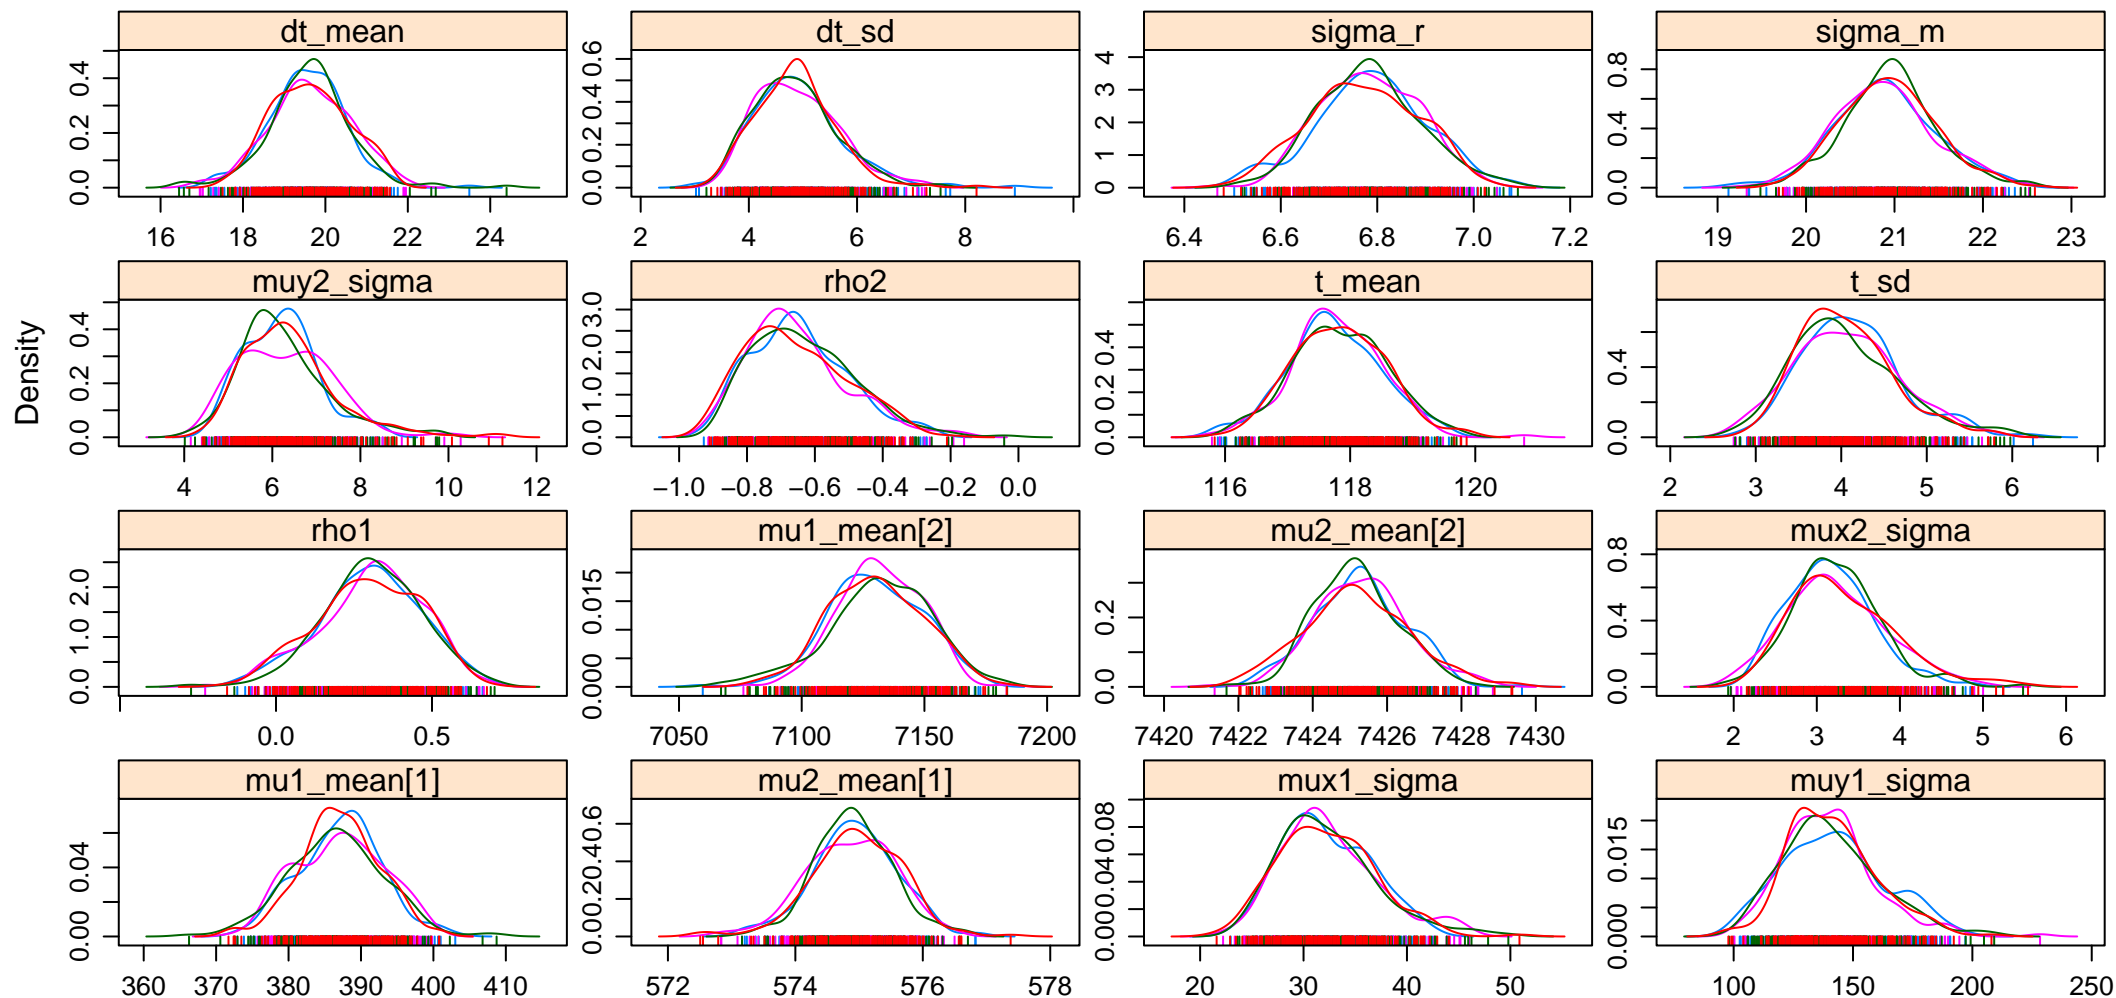 Density
dt_mean
0.0 0.2 0.4
16 18 20 22 24
dt_sd
0.0 0.2 0.4 0.6
2 4 6 8
sigma_r
0 1 2 3 4
6.4 6.6 6.8 7.0 7.2
sigma_m
0.0 0.4 0.8
19 20 21 22 23
muy2_sigma
0.0 0.2 0.4
4 6 8 10 12
rho2
0.0 1.0 2.0 3.0
−1.0 −0.8 −0.6 −0.4 −0.2 0.0
t_mean
0.0 0.2 0.4
116 118 120
t_sd
0.0 0.4
2 3 4 5 6
rho1
0.0 1.0 2.0
0.0 0.5
mu1_mean[2]
0.000 0.015
7050 7100 7150 7200
mu2_mean[2]
0.0 0.2
7420 7422 7424 7426 7428 7430
mux2_sigma
0.0 0.4 0.8
2 3 4 5 6
mu1_mean[1]
0.00 0.04
360 370 380 390 400 410
mu2_mean[1]
0.0 0.2 0.4 0.6
572 574 576 578
mux1_sigma
0.00 0.04 0.08
20 30 40 50
muy1_sigma
0.000 0.015
100 150 200 250